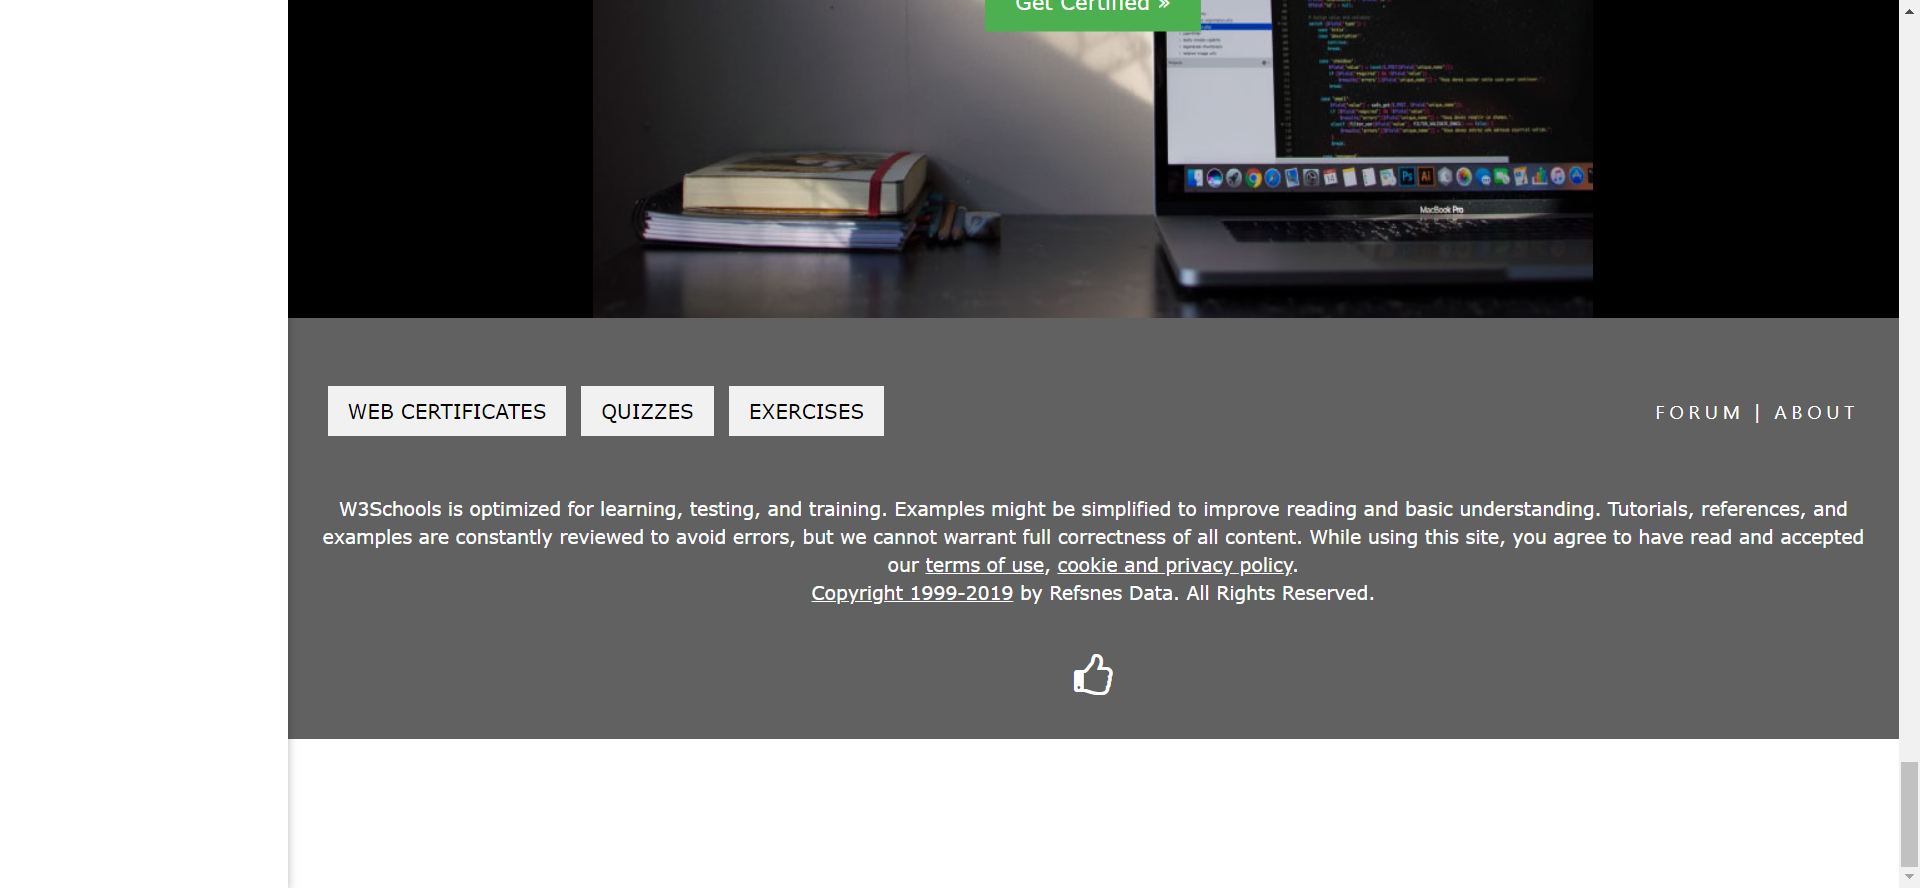 Get Certified »
MacBook Pro
WEB CERTIFICATES
QUIZZES
EXERCISES
FORUM | ABOUT
W3Schools is optimized for learning, testing, and training. Examples might be simplified to improve reading and basic understanding. Tutorials, references, and
examples are constantly reviewed to avoid errors, but we cannot warrant full correctness of all content. While using this site, you agree to have read and accepted
our terms of use, cookie and privacy policy.
Copyright 1999-2019 by Refsnes Data. All Rights Reserved.